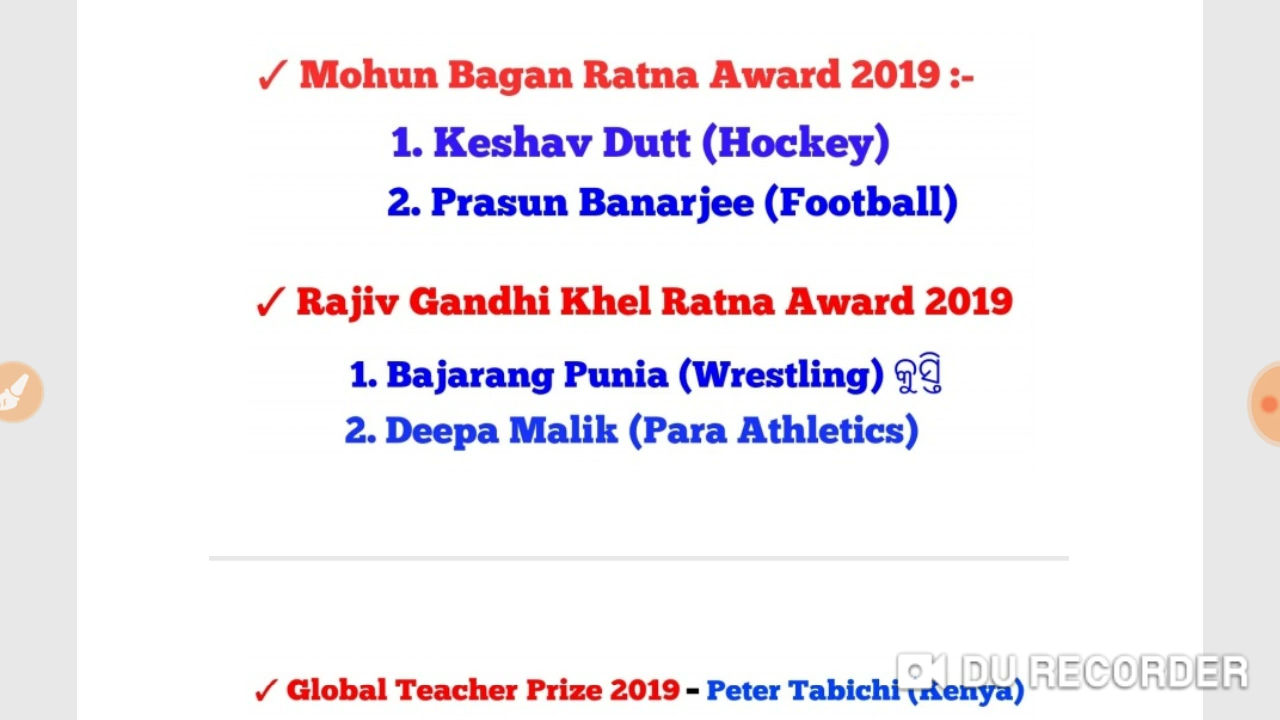 ✓ Mohun Bagan Ratna Award 2019 :-
1. Keshav Dutt (Hockey)
2. Prasun Banarjee (Football)
✓ Rajiv Gandhi Khel Ratna Award 2019
1. Bajarang Punia (Wrestling) କୁସ୍ତି
2. Deepa Malik (Para Athletics)
DU RECORDER
✓ Global Teacher Prize 2019 - Peter Tabichi (Kenya)